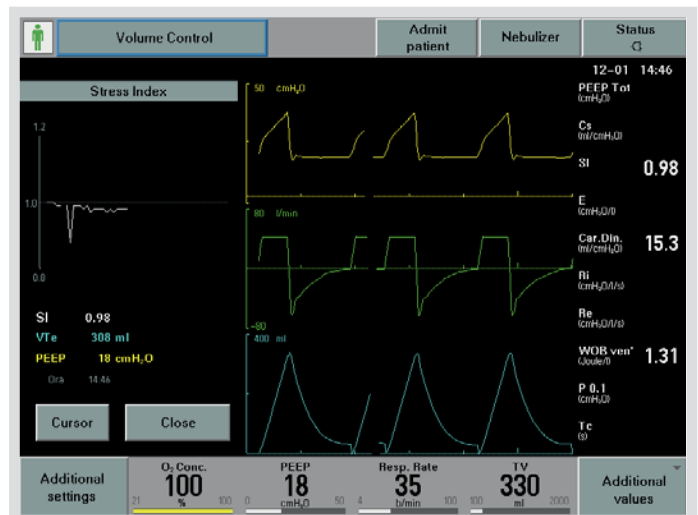 Volume Control
Admit patient
Nebulizer
Status
12-01 14:46
Stress Index
1.2
1.0
0.8
SI 0.98
VTe 308 ml
PEEP 18 cmH₂O
Ora 14.46
Cursor
Close
50 cmH₂O
80 l/min
-80
400 ml
PEEP Tot
(cmH₂O)
Cs
(ml/cmH₂O)
SI 0.98
E
(cmH₂O/l)
Car.Din. 15.3
(ml/cmH₂O)
Ri
(cmH₂O/l/s)
Re
(cmH₂O/l/s)
WOB ven' 1.31
(Joule/l)
P 0.1
(cmH₂O)
Tc
(s)
Additional settings
O₂ Conc.
100
21 % 100
PEEP
18
0 cmH₂O 50
Resp. Rate
35
4 b/min 100
TV
330
100 ml 2000
Additional values